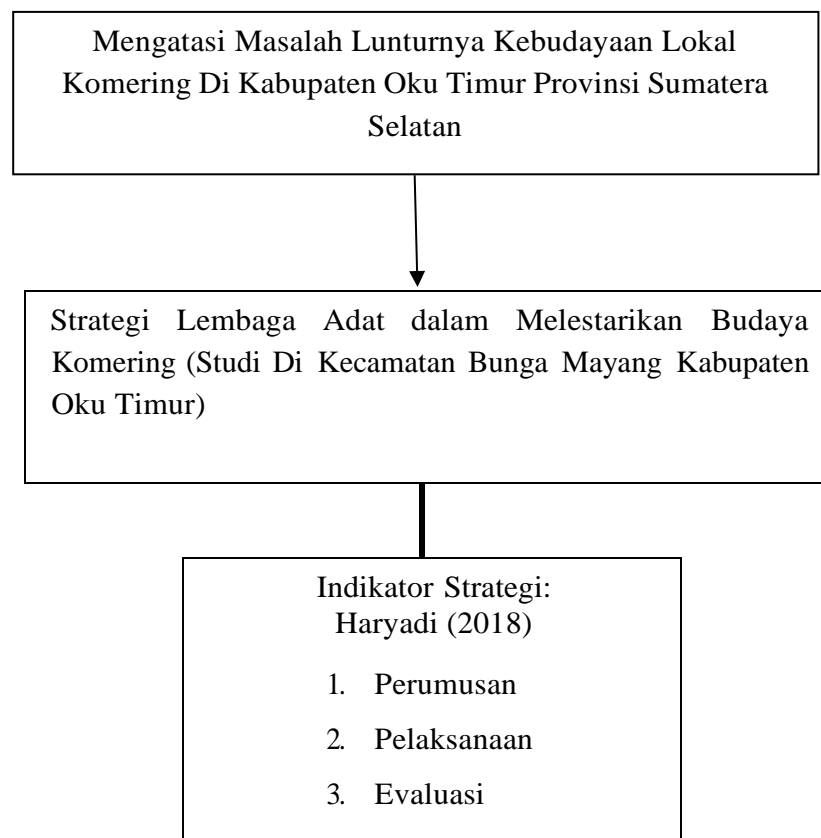 Mengatasi Masalah Lunturnya Kebudayaan Lokal
Komering Di Kabupaten Oku Timur Provinsi Sumatera
Selatan
Strategi Lembaga Adat dalam Melestarikan Budaya
Komering (Studi Di Kecamatan Bunga Mayang Kabupaten
Oku Timur)
Indikator Strategi:
Haryadi (2018)
1. Perumusan
2. Pelaksanaan
3. Evaluasi